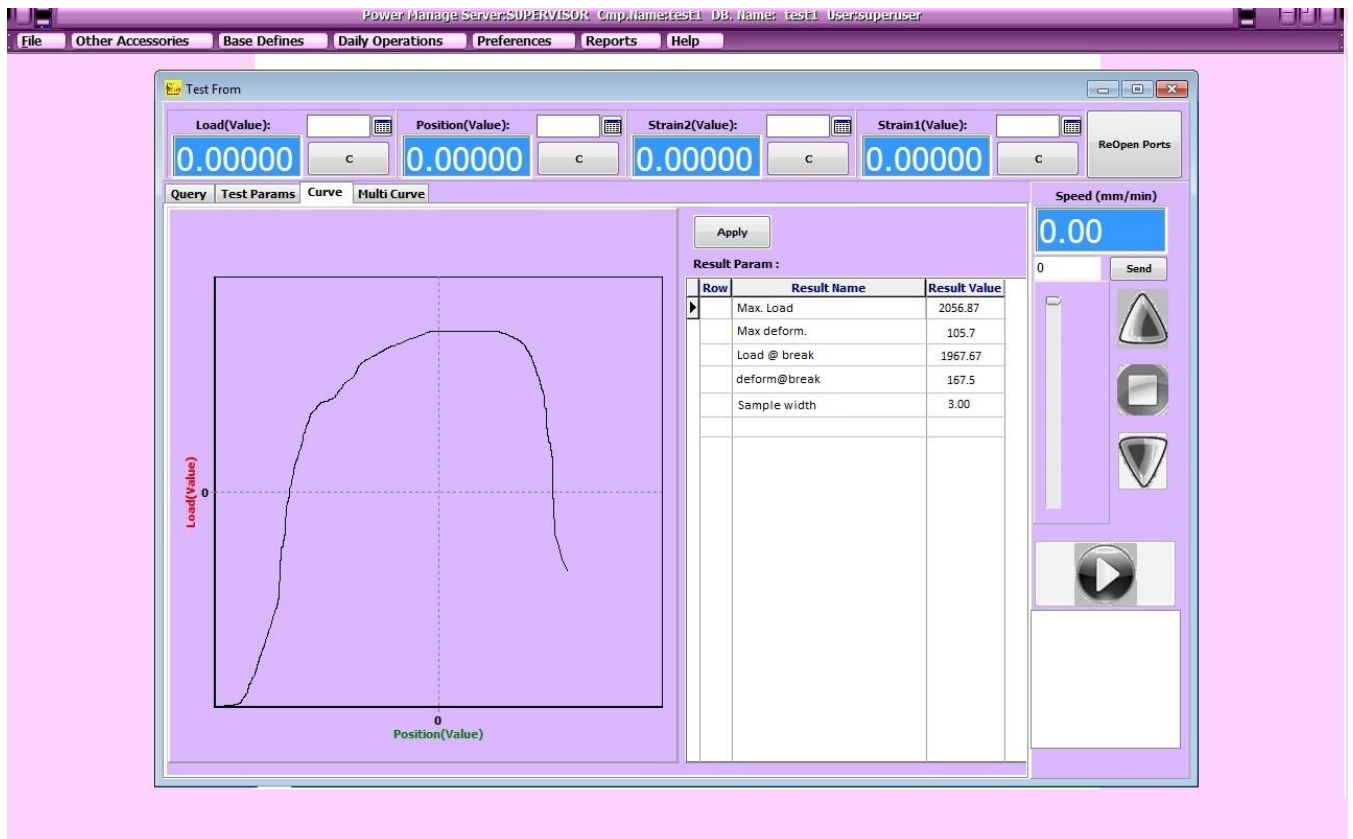 Power Manage Server:SUPERVISOR Cmp.Name:test1 DB. Name: test1 User:superuser
File Other Accessories Base Defines Daily Operations Preferences Reports Help
Test From
Load(Value): Position(Value): Strain2(Value): Strain1(Value):
0.00000 C 0.00000 C 0.00000 C 0.00000 C
ReOpen Ports
Query Test Params Curve Multi Curve
Speed (mm/min)
0.00
0 Send
Apply
Result Param :
Row Result Name Result Value
Max. Load 2056.87
Max deform. 105.7
Load @ break 1967.67
deform@break 167.5
Sample width 3.00
Load(Value)
0
0
Position(Value)